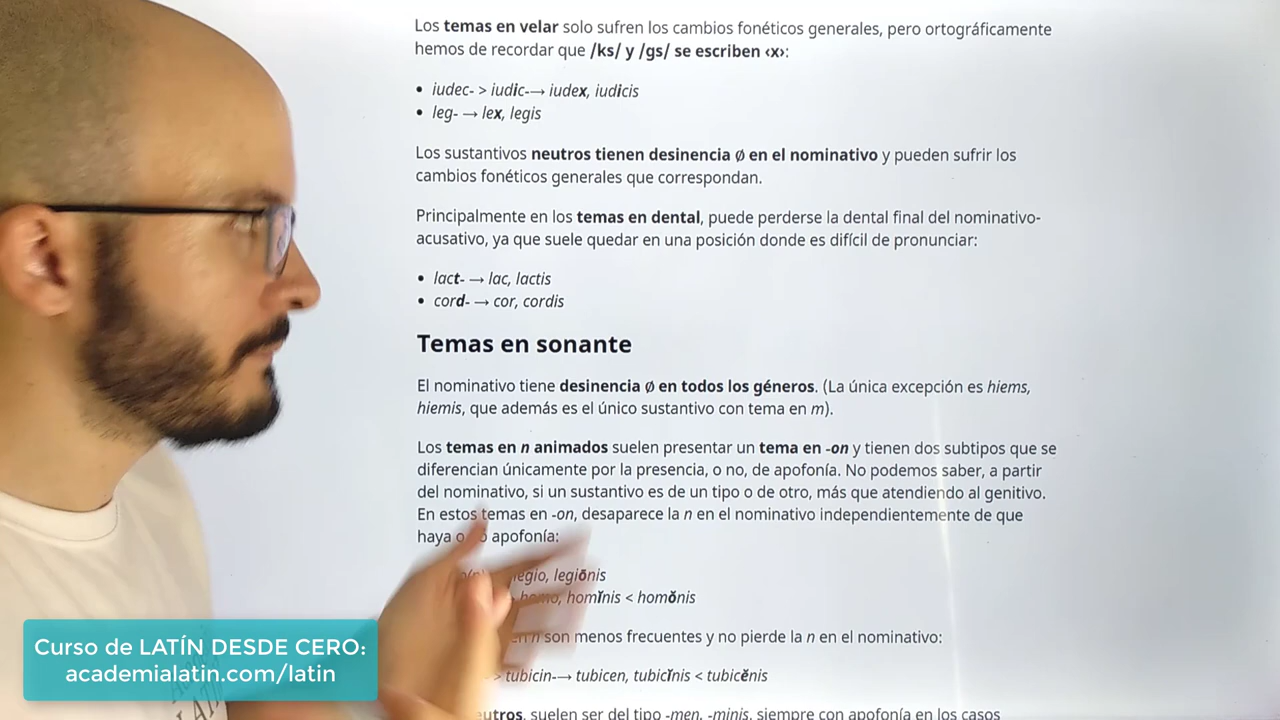 Los temas en velar solo sufren los cambios fonéticos generales, pero ortográficamente
hemos de recordar que /ks/ y /gs/ se escriben ‹x›:
• iudec- > iudic-→ iudex, iudicis
• leg- → lex, legis
Los sustantivos neutros tienen desinencia ∅ en el nominativo y pueden sufrir los
cambios fonéticos generales que correspondan.
Principalmente en los temas en dental, puede perderse la dental final del nominativo-
acusativo, ya que suele quedar en una posición donde es difícil de pronunciar:
• lact- → lac, lactis
• cord- → cor, cordis
Temas en sonante
El nominativo tiene desinencia ∅ en todos los géneros. (La única excepción es hiems,
hiemis, que además es el único sustantivo con tema en m).
Los temas en n animados suelen presentar un tema en -on y tienen dos subtipos que se
diferencian únicamente por la presencia, o no, de apofonía. No podemos saber, a partir
del nominativo, si un sustantivo es de un tipo o de otro, más que atendiendo al genitivo.
En estos temas en -on, desaparece la n en el nominativo independientemente de que
haya apofonía:
legiōnis
homo, homĭnis < homŏnis
en n son menos frecuentes y no pierde la n en el nominativo:
> tubicin-→ tubicen, tubicĭnis < tubicĕnis
suelen ser del tipo -men, -minis, siempre con apofonía en los casos
Curso de LATÍN DESDE CERO:
academialatin.com/latin